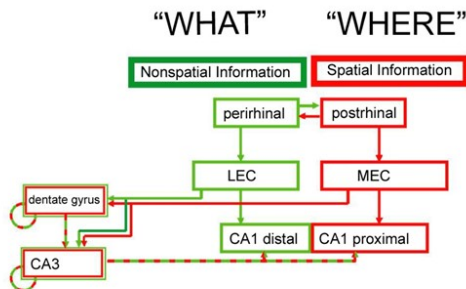 “WHAT” “WHERE”
Nonspatial Information Spatial Information
perirhinal postrhinal
LEC MEC
dentate gyrus
CA1 distal CA1 proximal
CA3